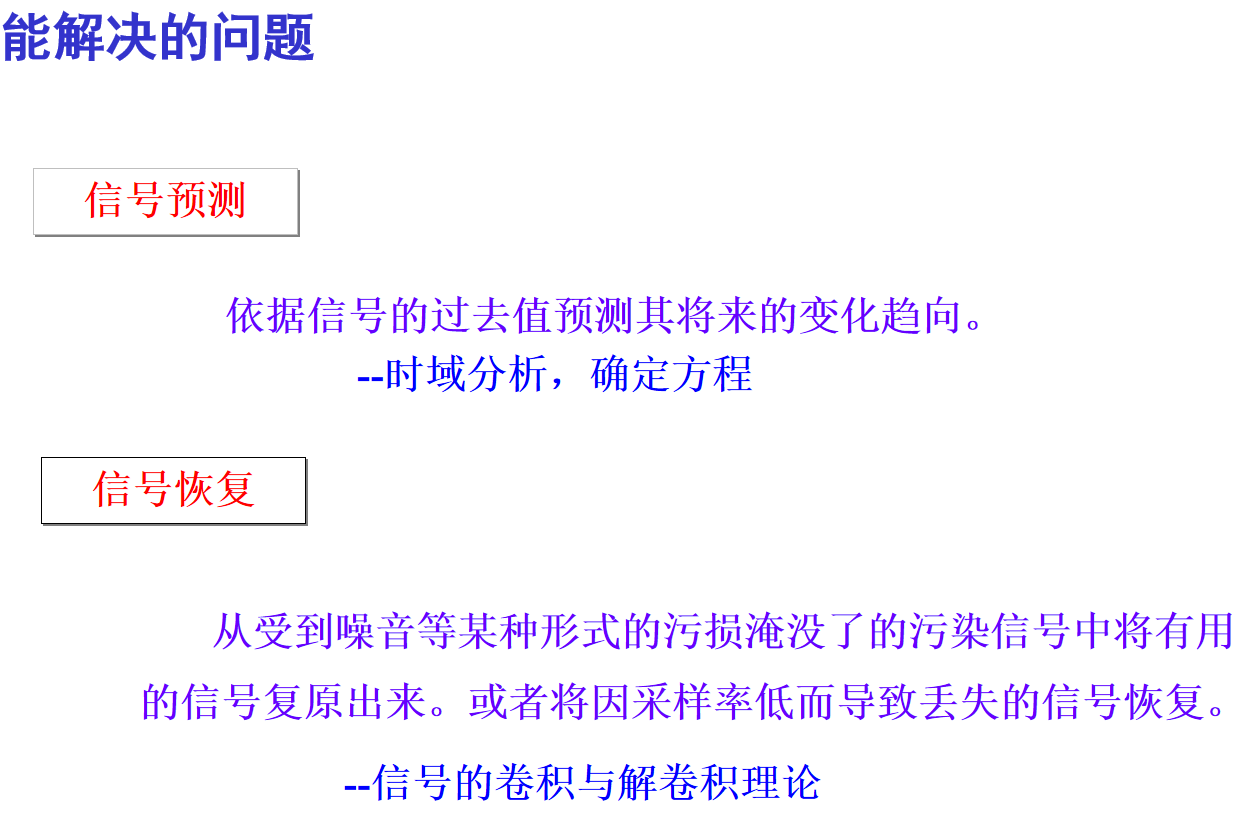 能解决的问题
信号预测
依据信号的过去值预测其将来的变化趋向。
--时域分析，确定方程
信号恢复
从受到噪音等某种形式的污损淹没了的污染信号中将有用
的信号复原出来。或者将因采样率低而导致丢失的信号恢复。
--信号的卷积与解卷积理论